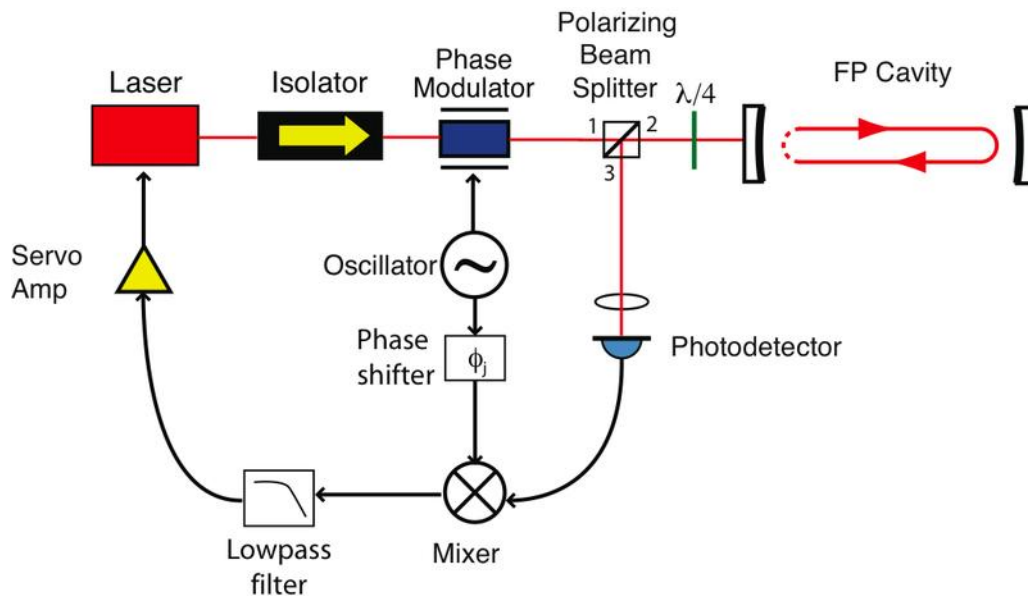 Laser
Isolator
Phase
Modulator
Polarizing
Beam
Splitter
λ/4
FP Cavity
1
2
3
Servo
Amp
Oscillator
Phase
shifter
ϕj
Photodetector
Lowpass
filter
Mixer